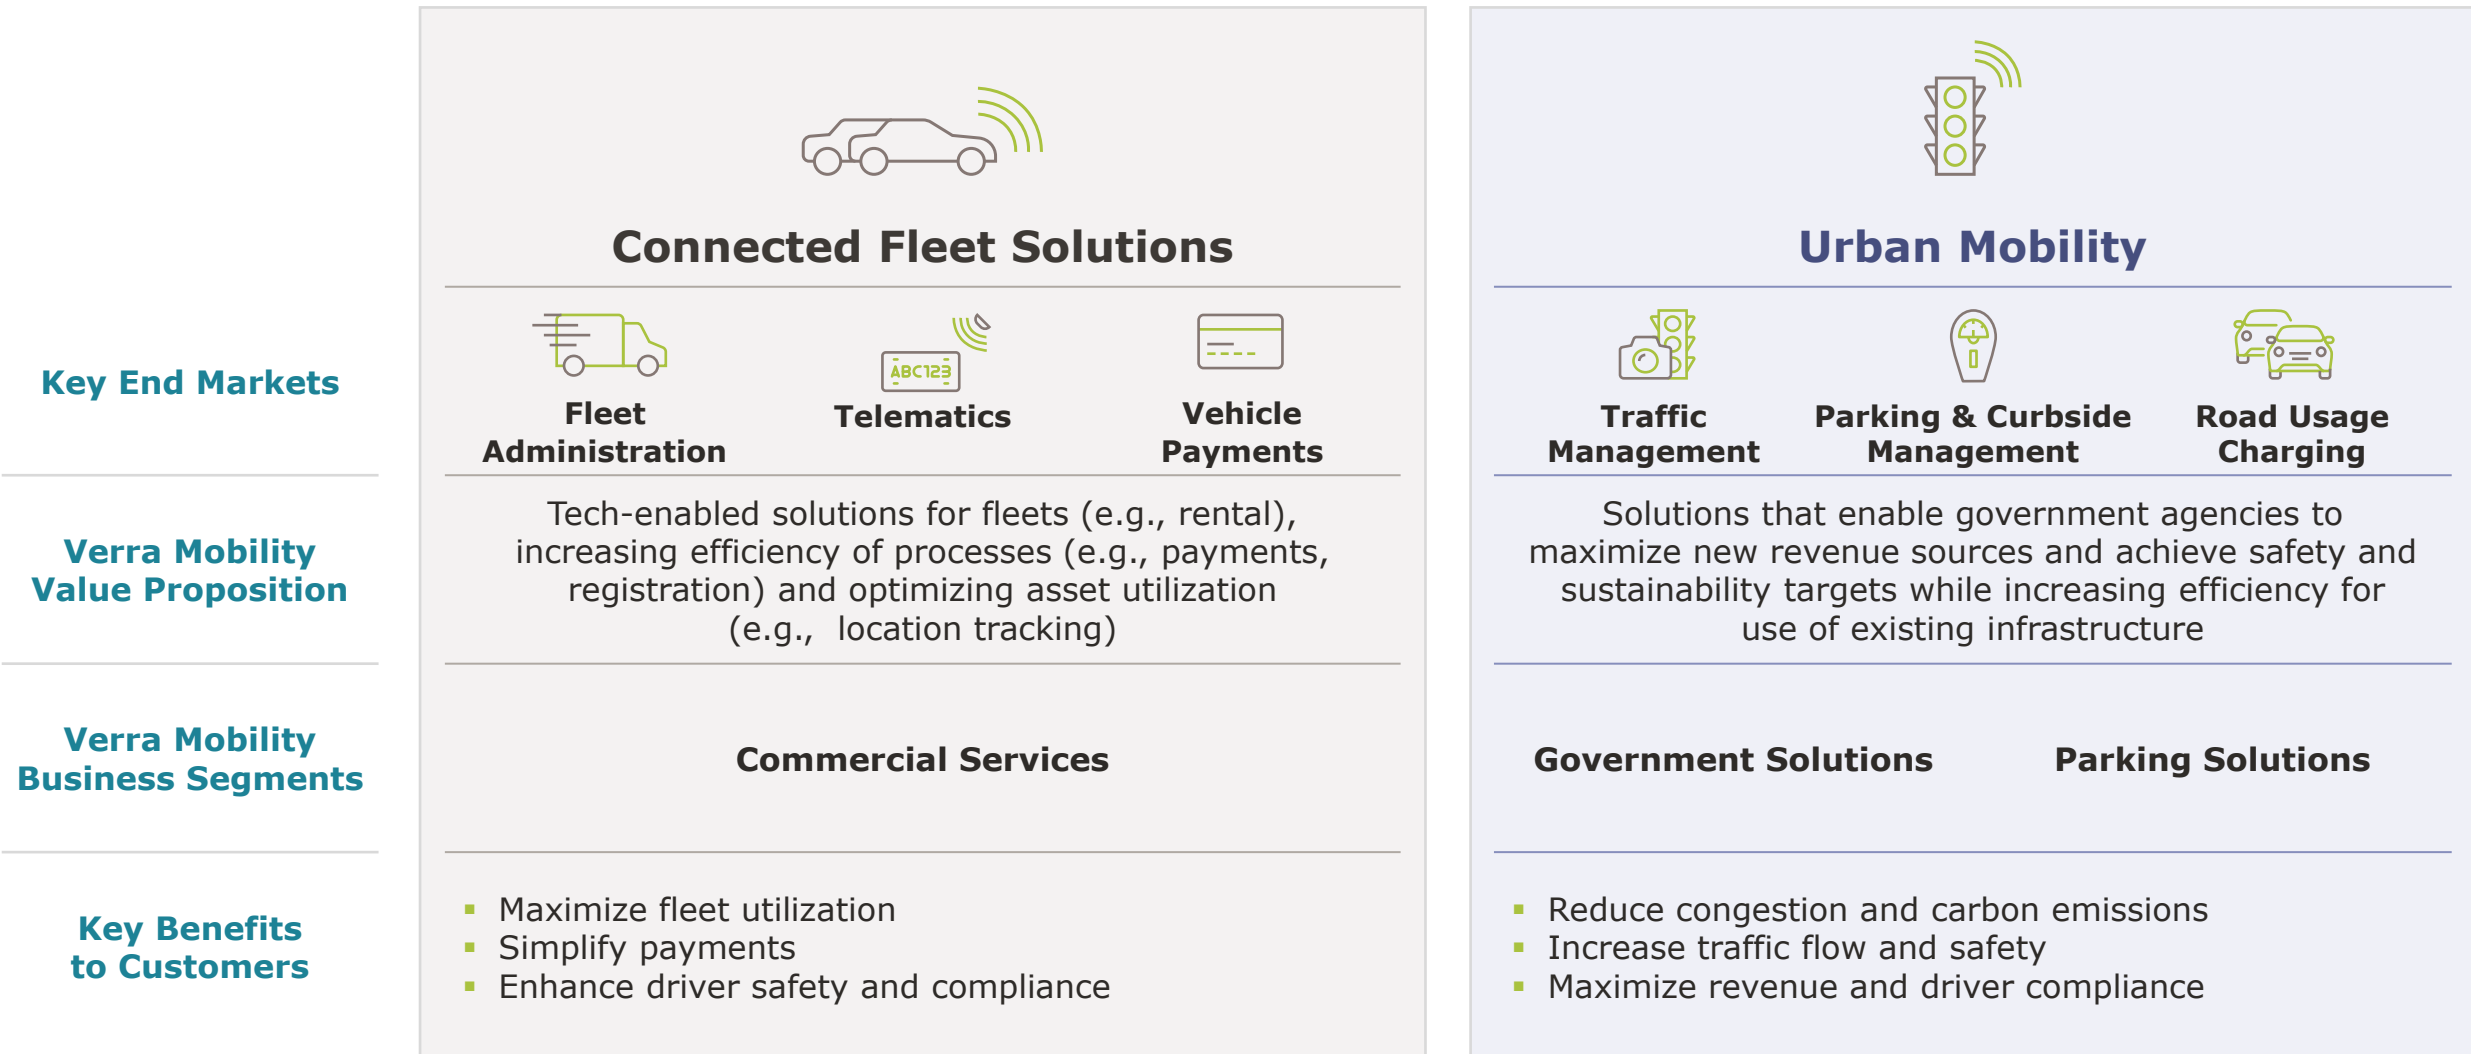 Connected Fleet Solutions
Urban Mobility
Key End Markets
ABC123
Fleet
Administration
Telematics
Vehicle
Payments
Traffic
Management
Parking & Curbside
Management
Road Usage
Charging
Verra Mobility
Value Proposition
Tech-enabled solutions for fleets (e.g., rental),
increasing efficiency of processes (e.g., payments,
registration) and optimizing asset utilization
(e.g., location tracking)
Solutions that enable government agencies to
maximize new revenue sources and achieve safety and
sustainability targets while increasing efficiency for
use of existing infrastructure
Verra Mobility
Business Segments
Commercial Services
Government Solutions
Parking Solutions
Key Benefits
to Customers
▪ Maximize fleet utilization
▪ Simplify payments
▪ Enhance driver safety and compliance
▪ Reduce congestion and carbon emissions
▪ Increase traffic flow and safety
▪ Maximize revenue and driver compliance